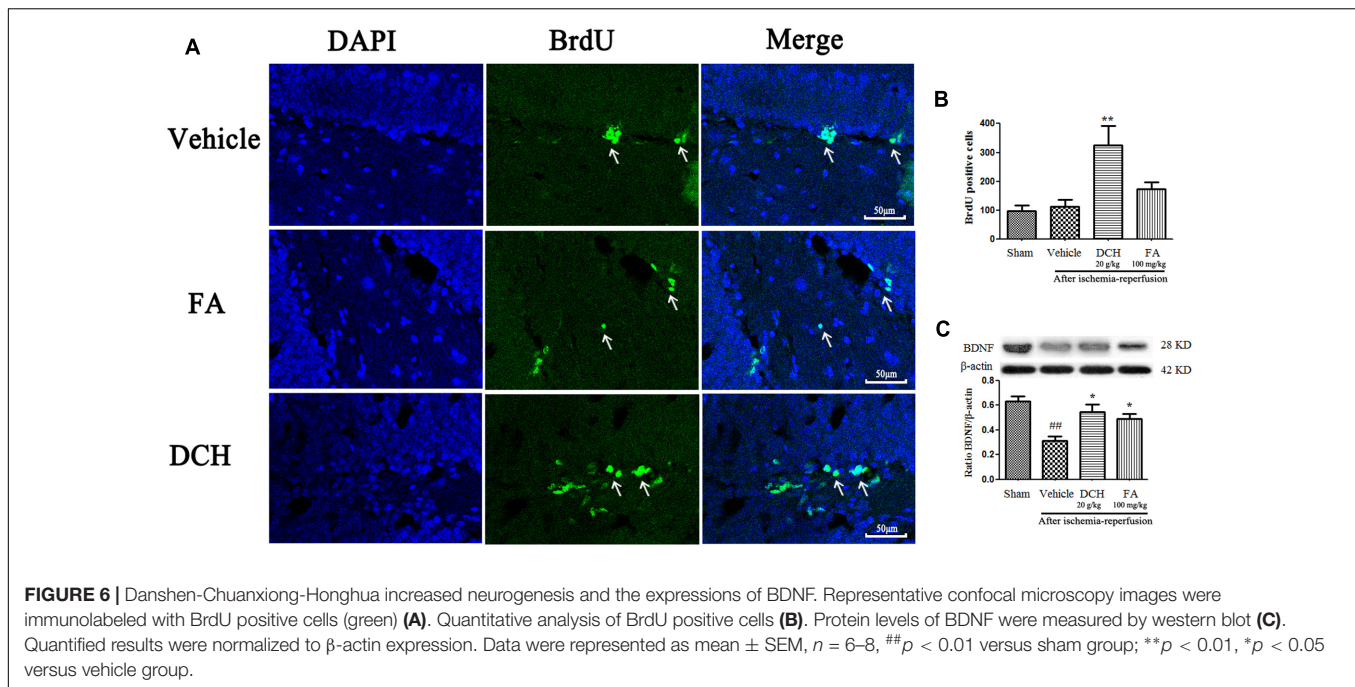 A
DAPI BrdU Merge
Vehicle
50μm
FA
50μm
DCH
50μm
B
BrdU positive cells
400
300
200
100
0
**
Sham Vehicle DCH FA
20 g/kg 100 mg/kg
After ischemia-reperfusion
C
BDNF 28 KD
β-actin 42 KD
Ratio BDNF/β-actin
0.8
0.6
0.4
0.2
0.0
## * *
Sham Vehicle DCH FA
20 g/kg 100 mg/kg
After ischemia-reperfusion
FIGURE 6 | Danshen-Chuanxiong-Honghua increased neurogenesis and the expressions of BDNF. Representative confocal microscopy images were
immunolabeled with BrdU positive cells (green) (A). Quantitative analysis of BrdU positive cells (B). Protein levels of BDNF were measured by western blot (C).
Quantified results were normalized to β-actin expression. Data were represented as mean ± SEM, n = 6–8, ##p < 0.01 versus sham group; **p < 0.01, *p < 0.05
versus vehicle group.